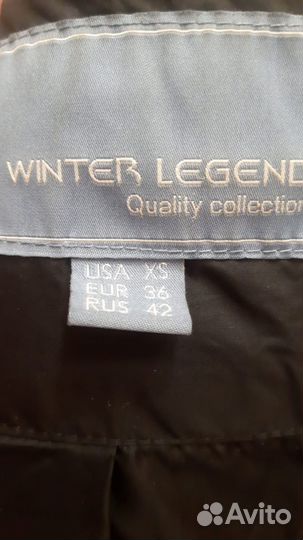 WINTER LEGEND
Quality collection
USA XS
EUR 36
RUS 42
Avito